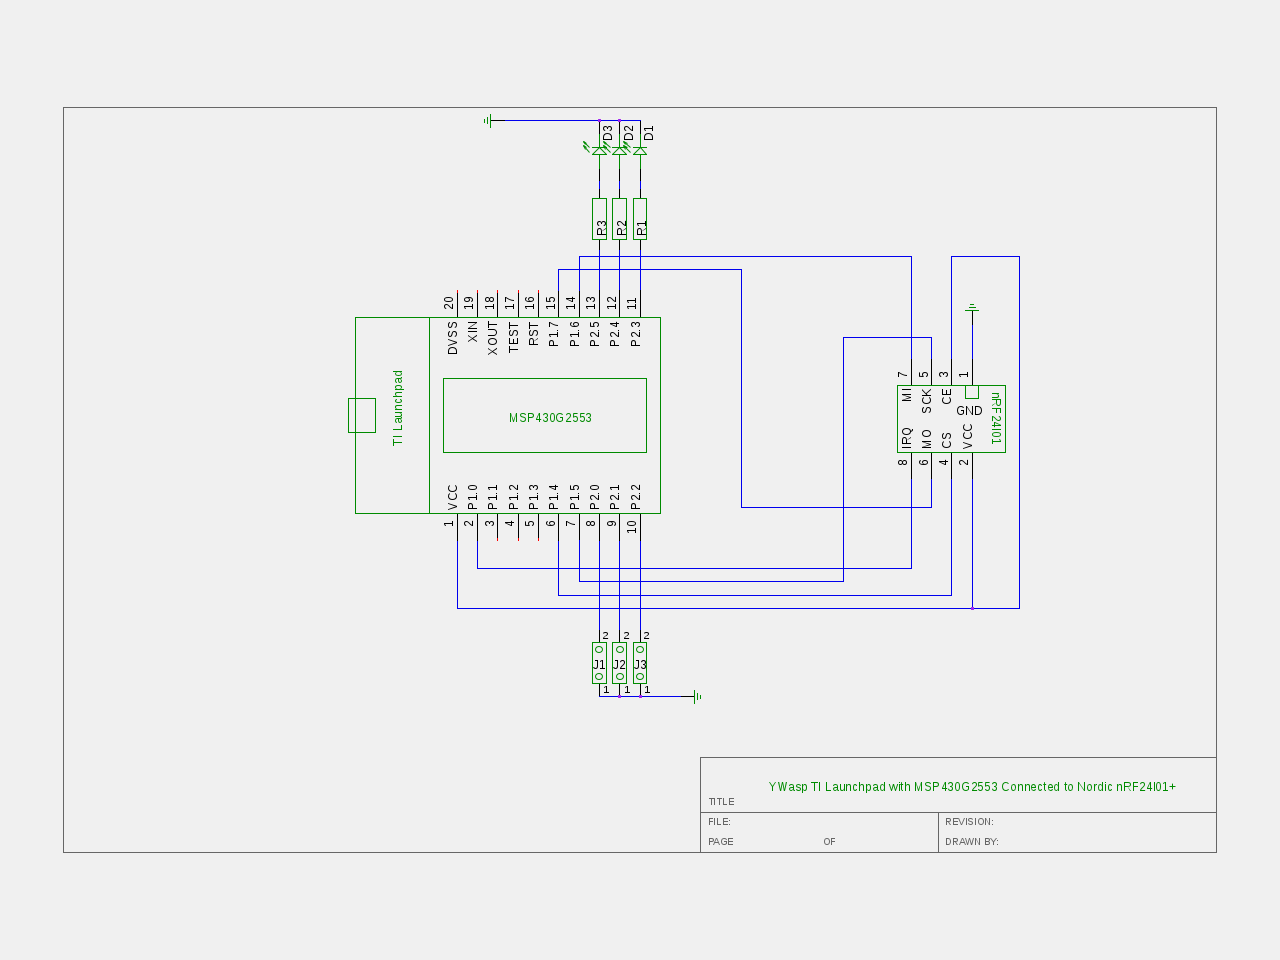 D3 D2 D1
R3 R2 R1
20 19 18 17 16 15 14 13 12 11
DVSS XIN XOUT TEST RST P1.7 P1.6 P2.5 P2.4 P2.3
TI Launchpad
MSP430G2553
VCC P1.0 P1.1 P1.2 P1.3 P1.4 P1.5 P2.0 P2.1 P2.2
1 2 3 4 5 6 7 8 9 10
7 5 3 1
MI SCK CE
GND
nRF24l01
IRQ MO CS VCC
8 6 4 2
2 2 2
J1 J2 J3
1 1 1
YWasp TI Launchpad with MSP430G2553 Connected to Nordic nRF24l01+
TITLE
FILE:
REVISION:
PAGE OF
DRAWN BY: